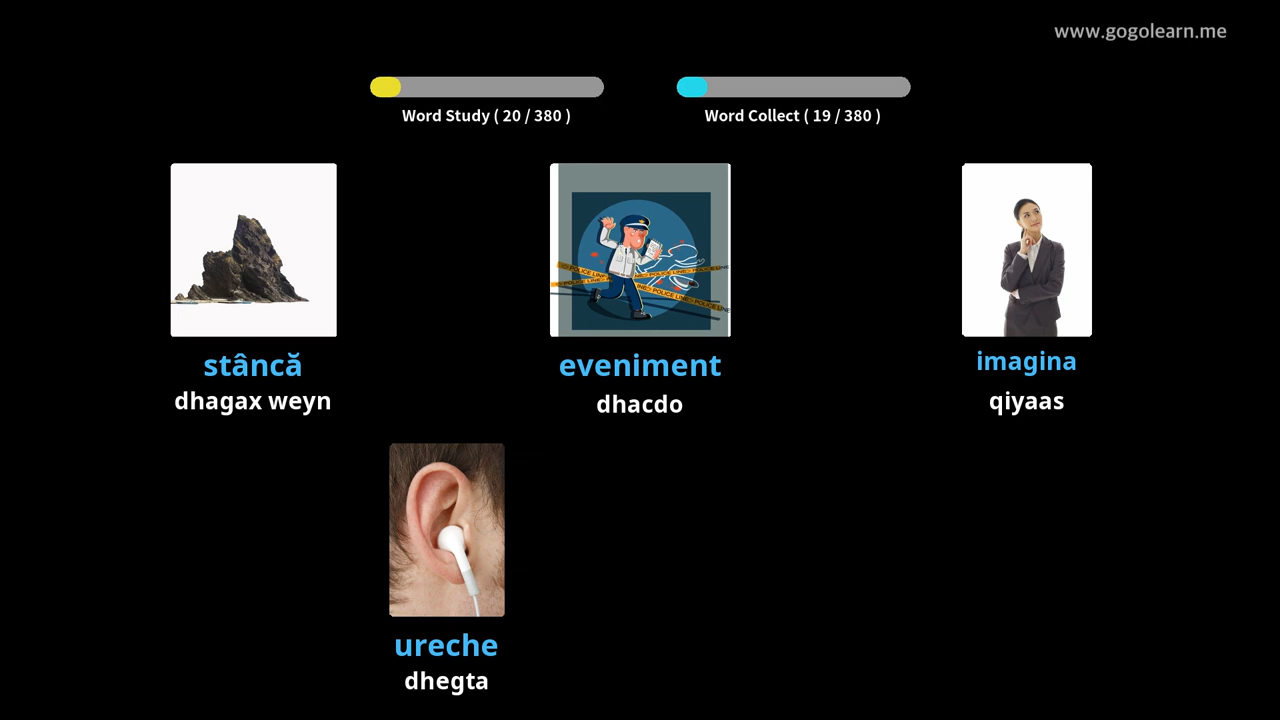 www.gogolearn.me
Word Study ( 20 / 380 )
Word Collect ( 19 / 380 )
stâncă
dhagax weyn
eveniment
dhacdo
imagina
qiyaas
ureche
dhegta